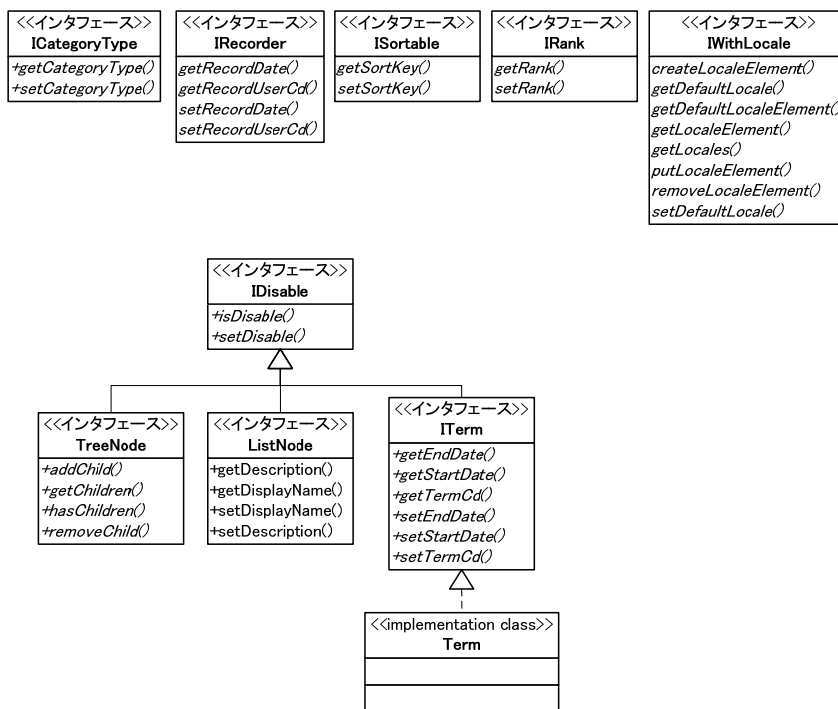 <<インタフェース>>
ICategoryType
+getCategoryType()
+setCategoryType()
<<インタフェース>>
IRecorder
getRecordDate()
getRecordUserCd()
setRecordDate()
setRecordUserCd()
<<インタフェース>>
ISortable
getSortKey()
setSortKey()
<<インタフェース>>
IRank
getRank()
setRank()
<<インタフェース>>
IWithLocale
createLocaleElement()
getDefaultLocale()
getDefaultLocaleElement()
getLocaleElement()
getLocales()
putLocaleElement()
removeLocaleElement()
setDefaultLocale()
<<インタフェース>>
IDisable
+isDisable()
+setDisable()
<<インタフェース>>
TreeNode
+addChild()
+getChildren()
+hasChildren()
+removeChild()
<<インタフェース>>
ListNode
+getDescription()
+getDisplayName()
+setDisplayName()
+setDescription()
<<インタフェース>>
ITerm
+getEndDate()
+getStartDate()
+getTermCd()
+setEndDate()
+setStartDate()
+setTermCd()
<<implementation class>>
Term